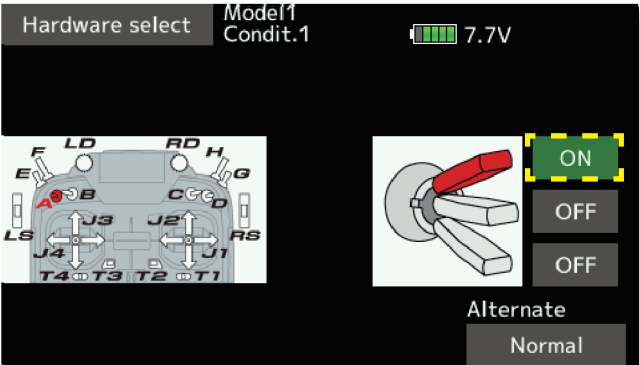 Hardware select
Model1
Condit.1
7.7V
F LD RD H
E G
A B C D
LS J3 J2 RS
J4 J1
T4 T3 T2 T1
ON
OFF
OFF
Alternate
Normal